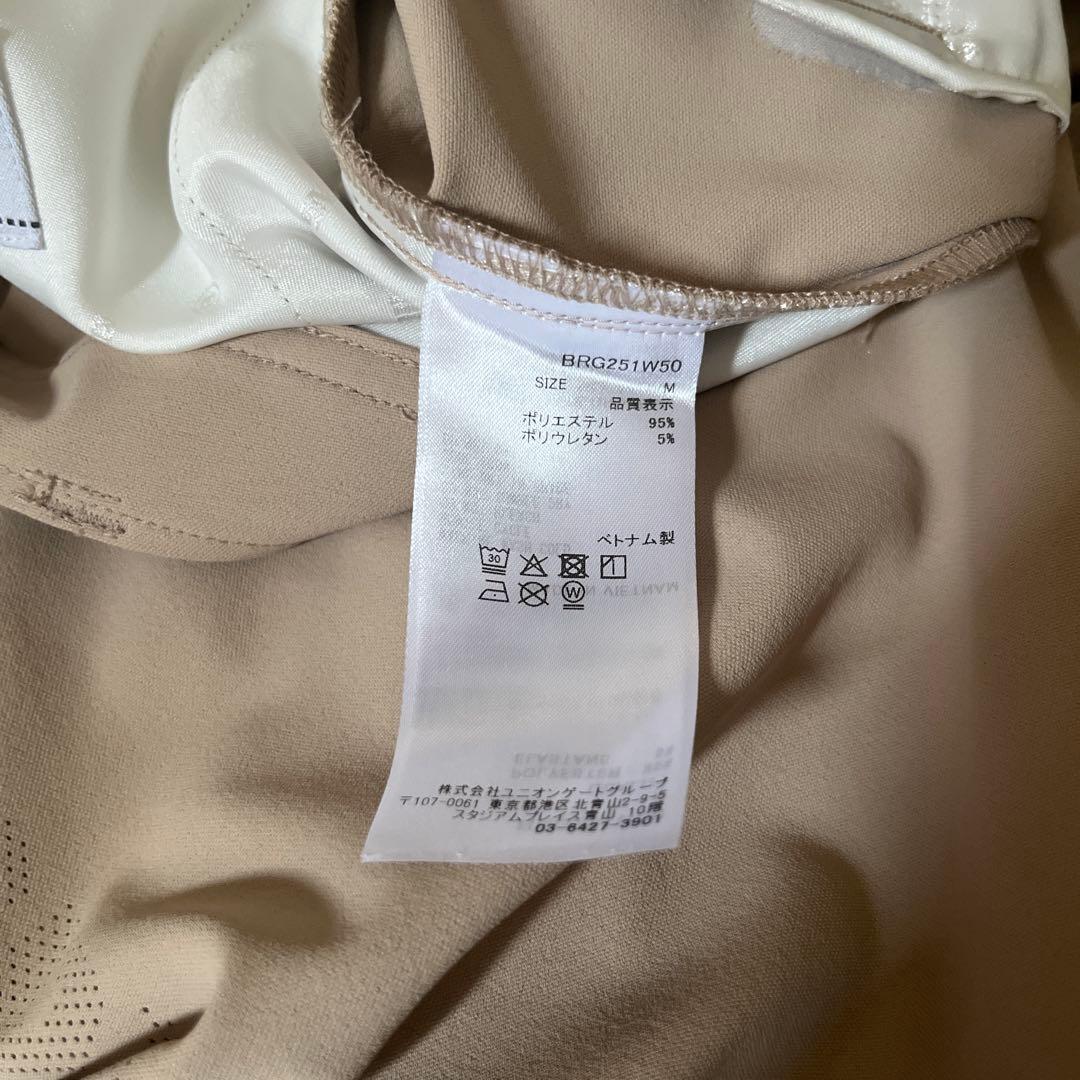 BRG251W50
SIZE M
品質表示
ポリエステル 95%
ポリウレタン 5%
ベトナム製
30
W
株式会社ユニオンゲートグループ
〒107-0061 東京都港区北青山2-9-5
スタジアムプレイス青山 10階
03-6427-3901